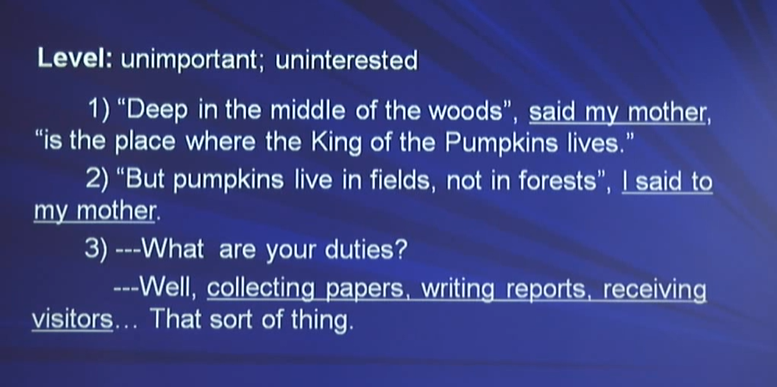 Level: unimportant; uninterested
1) “Deep in the middle of the woods”, said my mother,
“is the place where the King of the Pumpkins lives.”
2) “But pumpkins live in fields, not in forests”, I said to
my mother.
3) ---What are your duties?
---Well, collecting papers, writing reports, receiving
visitors… That sort of thing.